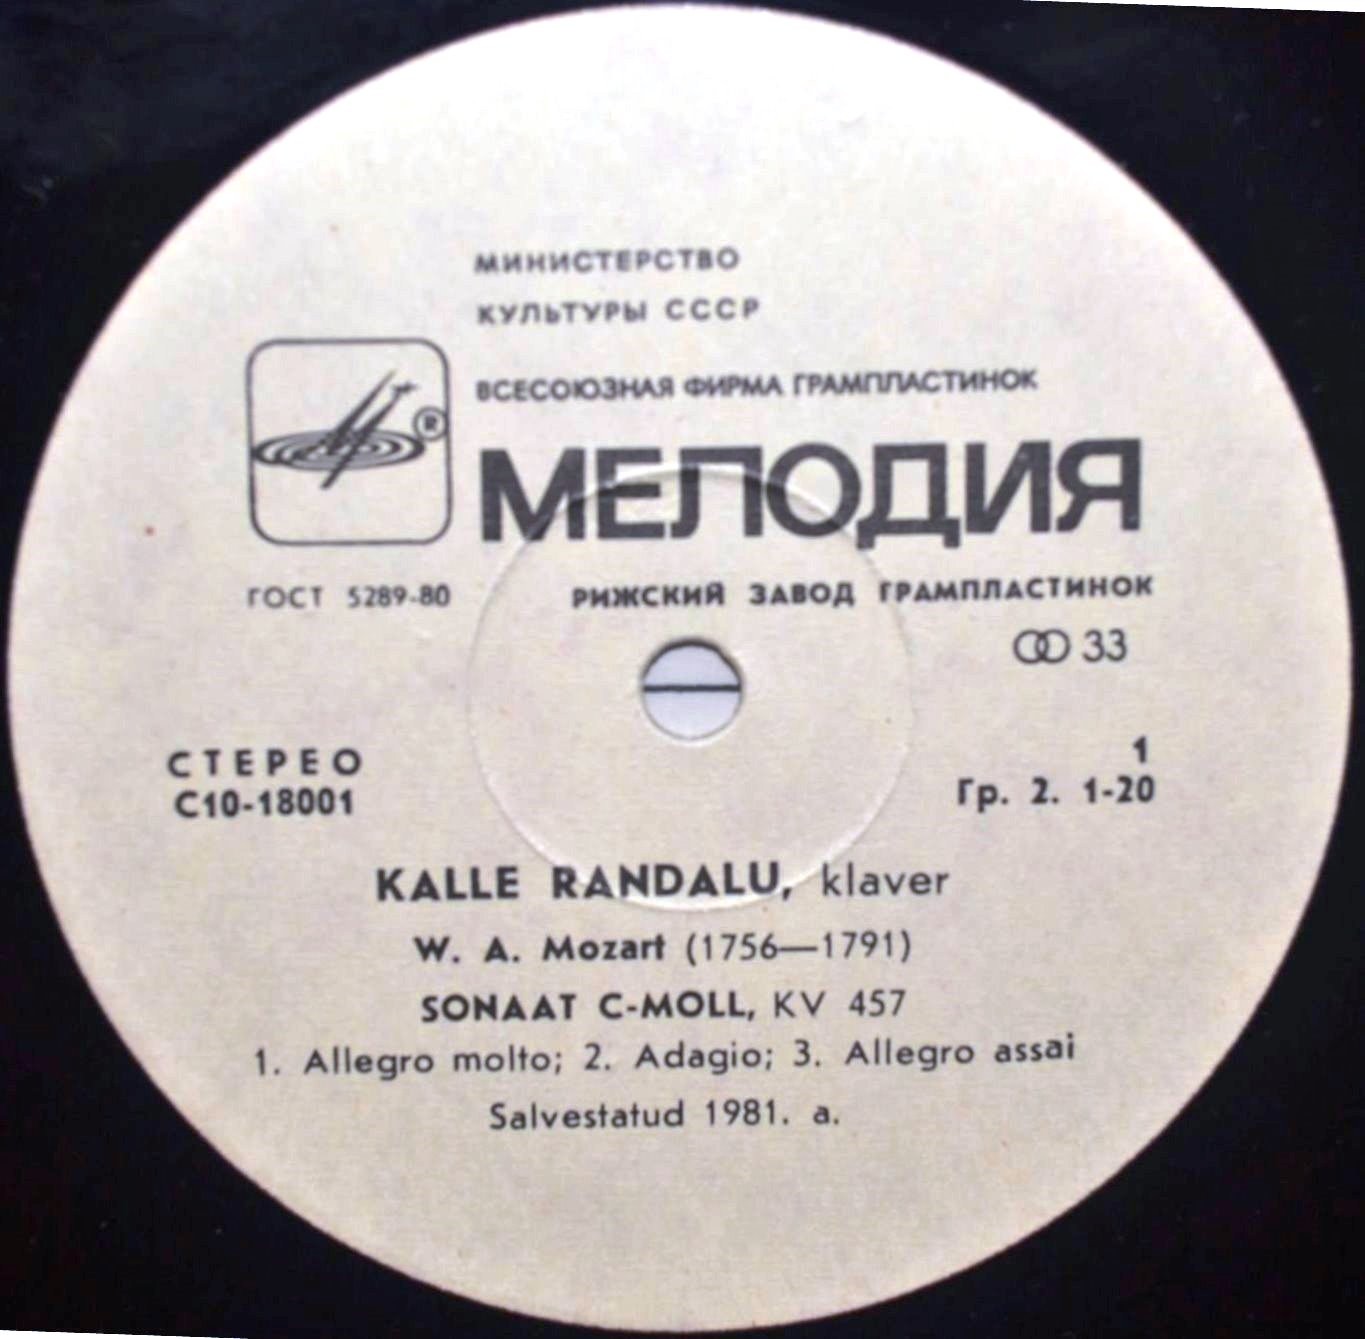 МИНИСТЕРСТВО
КУЛЬТУРЫ СССР
ВСЕСОЮЗНАЯ ФИРМА ГРАМПЛАСТИНОК
®
МЕЛОДИЯ
ГОСТ 5289-80
РИЖСКИЙ ЗАВОД ГРАМПЛАСТИНОК
33
СТЕРЕО
С10-18001
1
Гр. 2. 1-20
KALLE RANDALU, klaver
W. A. Mozart (1756—1791)
SONAAT C-MOLL, KV 457
1. Allegro molto; 2. Adagio; 3. Allegro assai
Salvestatud 1981. a.